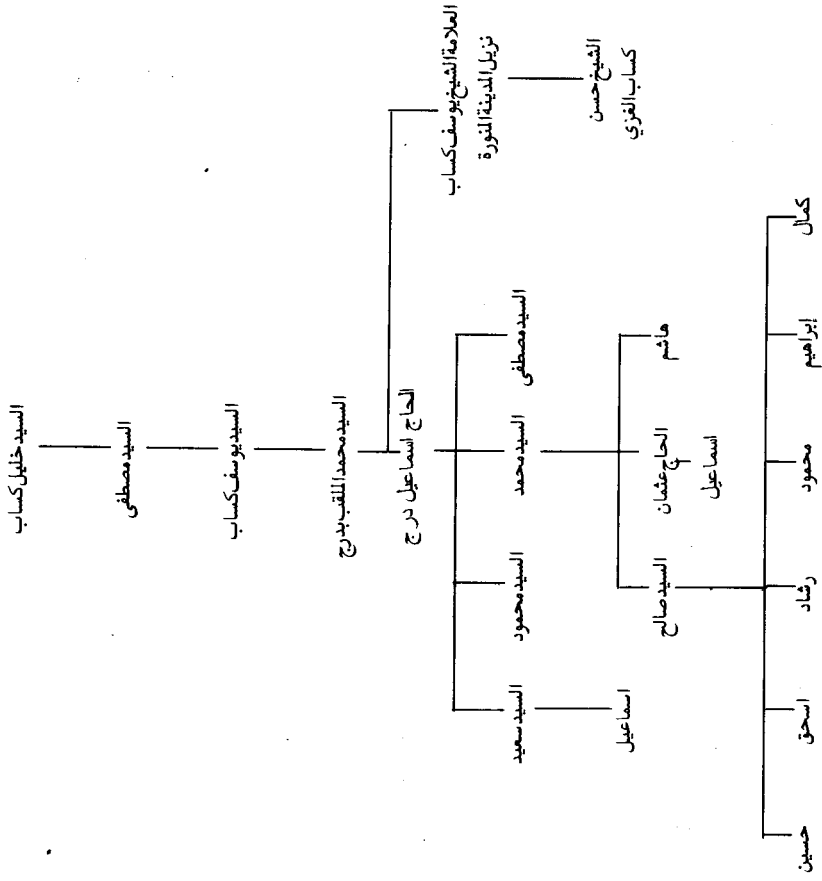 السيد خليل كساب
السيد مصطفى
السيد يوسف كساب
السيد محمد الملقب بدرج
الحاج اسماعيل درج
العلامة الشيخ يوسف كساب
نزيل المدينة المنورة
الشيخ حسن
كساب الغزي
السيد مصطفى
السيد محمد
السيد محمود
السيد سعيد
هاشم
الحاج عثمان
اسماعيل
السيد صالح
اسماعيل
كمال
إبراهيم
محمود
رشاد
اسحق
حسين